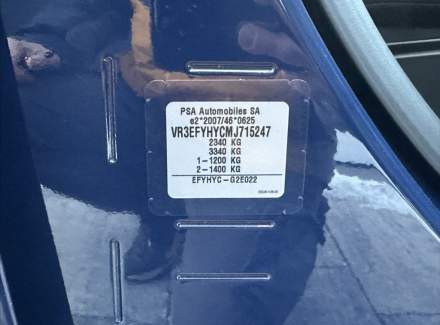 PSA Automobiles SA
e2*2007/46*0625
VR3EFYHYCMJ715247
2340 KG
3340 KG
1-1200 KG
2-1400 KG
EFYHYC-G2E022